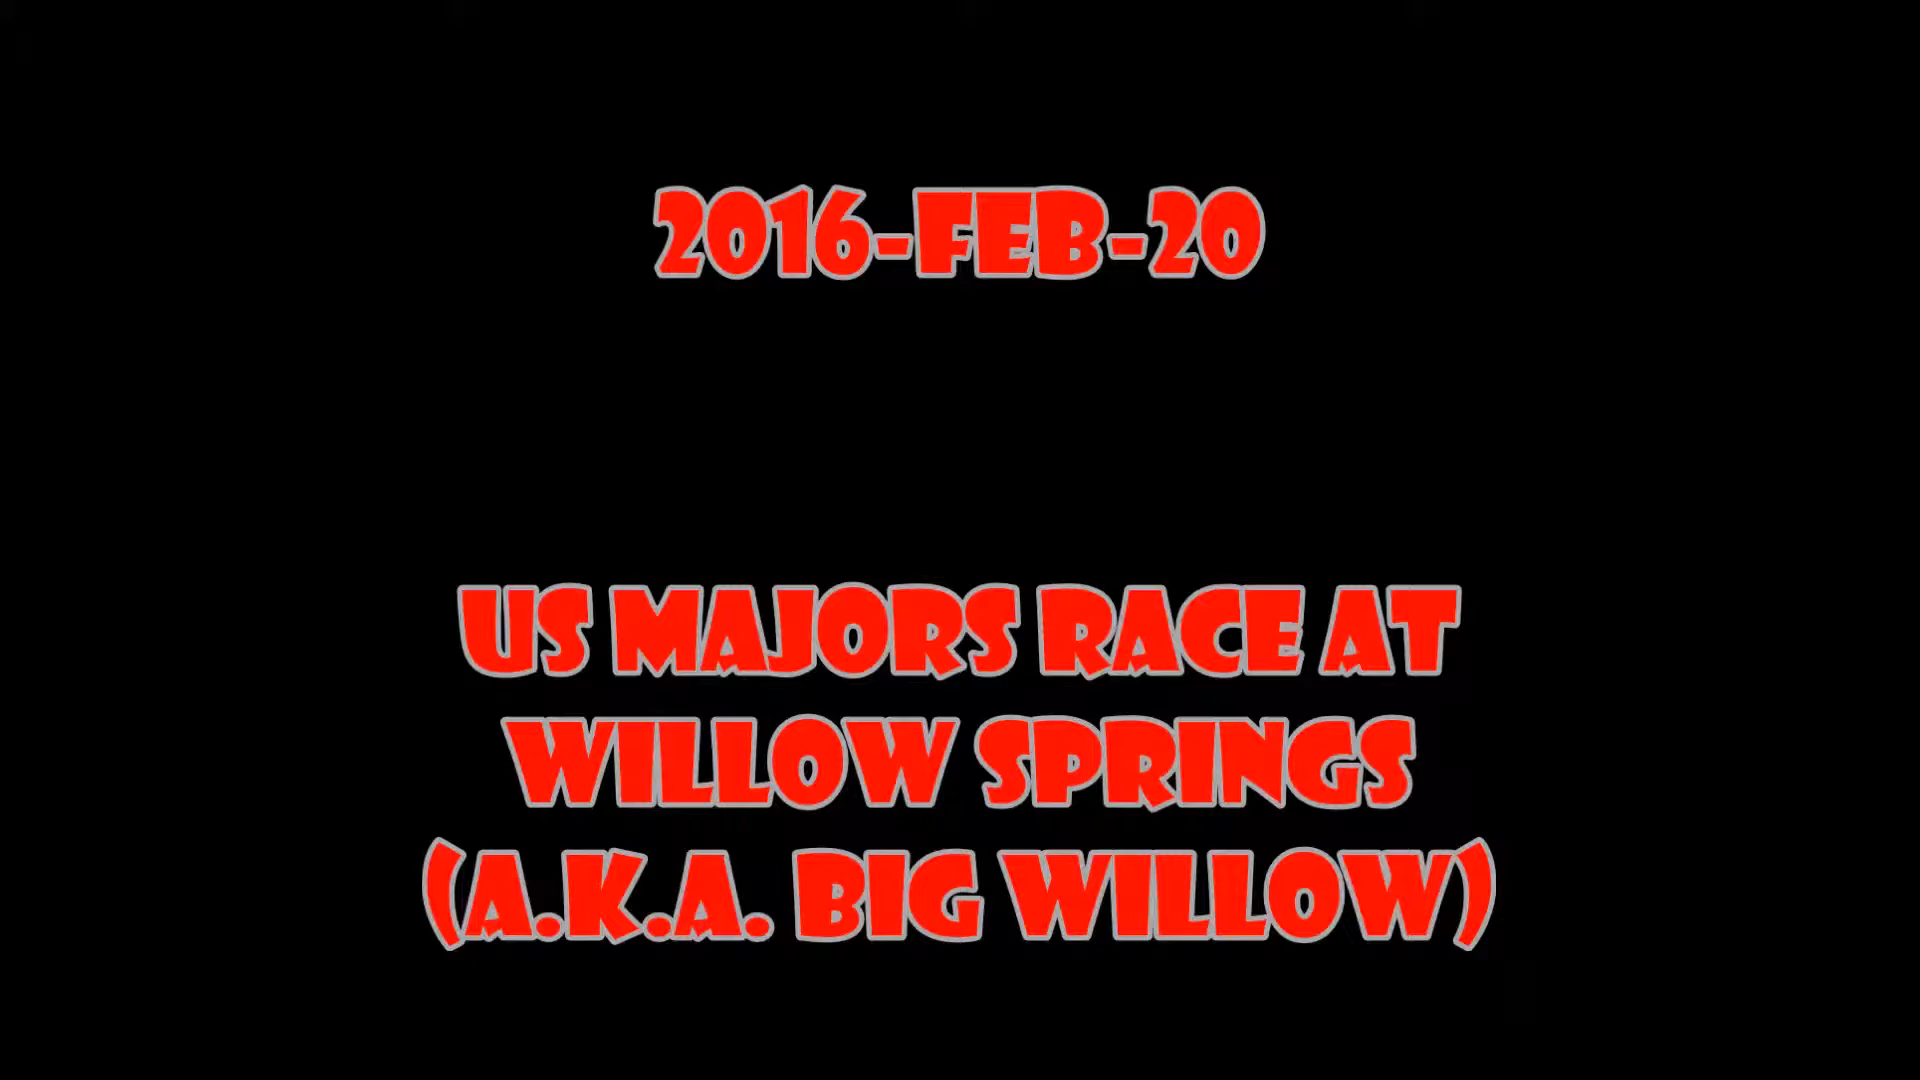 2016-FEB-20
US MAJORS RACE AT
WILLOW SPRINGS
(A.K.A. BIG WILLOW)